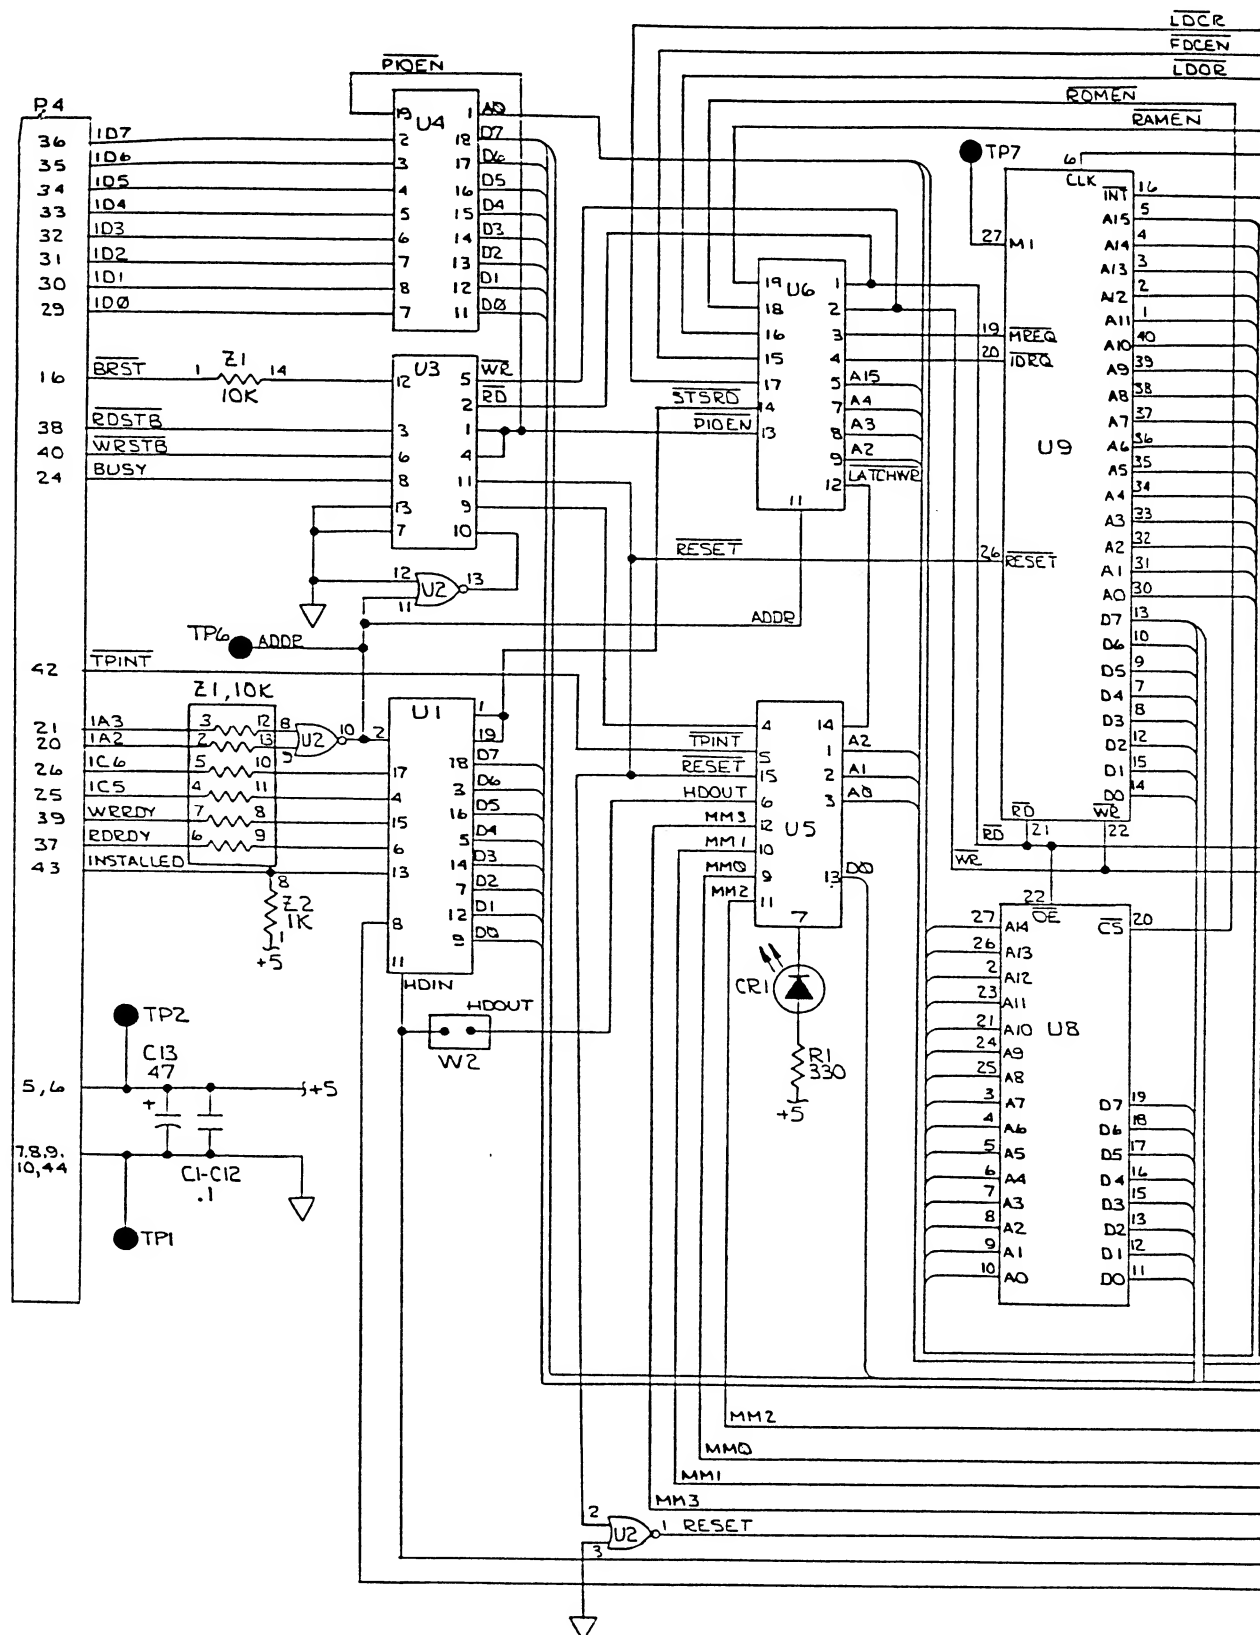 LDCR
FDCEN
LDOR
ROMEN
RAMEN
PIOEN
P4
36 ID7
35 ID6
34 ID5
33 ID4
32 ID3
31 ID2
30 ID1
29 IDØ
19 U4 1 AØ
2 18 D7
3 17 D6
4 16 D5
5 15 D4
6 14 D3
7 13 D2
8 12 D1
7 11 DØ
16 BRST 1 Z1 14
10K
38 RDSTB
40 WRSTB
24 BUSY
U3
12 5 WR
2 RD
3 1
6 4
8 11
13 9
7 10
12 U2 13
11
TP6 ADDR
42 TPINT
Z1, 10K
21 IA3 3 12 8
20 IA2 2 13 9
U2 10
26 IC6 5 10
25 IC5 4 11
39 WRRDY 7 8
37 RDRDY 6 9
43 INSTALLED
8
Z2
1K
1
+5
2 U1 1
19
18 D7
17 3 D6
4 16 D5
15 5 D4
6 14 D3
13 7 D2
12 D1
8 9 DØ
11
HDIN
HDOUT
W2
TP2
C13
47
5,6 +
+5
7.8.9.
10,44
C1-C12
.1
TP1
19 U6 1
18 2
16 3
15 4
17 5 A15
STSRD 14 7 A4
PIOEN 13 8 A3
9 A2
12 LATCHWR
11
RESET
ADDR
4 14
TPINT 5 1 A2
RESET 15 2 A1
HDOUT 6 3 AØ
MM3 12 U5
MM1 10
MMØ 9 13 DØ
MM2 11
7
CR1
R1
330
+5
TP7
6
CLK
27 M1
19 MREQ
20 IORQ
U9
26 RESET
INT 16
A15 5
A14 4
A13 3
A12 2
A11 1
A10 40
A9 39
A8 38
A7 37
A6 36
A5 35
A4 34
A3 33
A2 32
A1 31
A0 30
D7 13
D6 10
D5 9
D4 7
D3 8
D2 12
D1 15
D0 14
RD WR
RD 21 22
WR
22
OE
27 A14 CS 20
26 A13
2 A12
23 A11
21 A10 U8
24 A9
25 A8
3 A7 D7 19
4 A6 D6 18
5 A5 D5 17
6 A4 D4 16
7 A3 D3 15
8 A2 D2 13
9 A1 D1 12
10 A0 D0 11
MM2
MMØ
MM1
MM3
2 U2 1 RESET
3